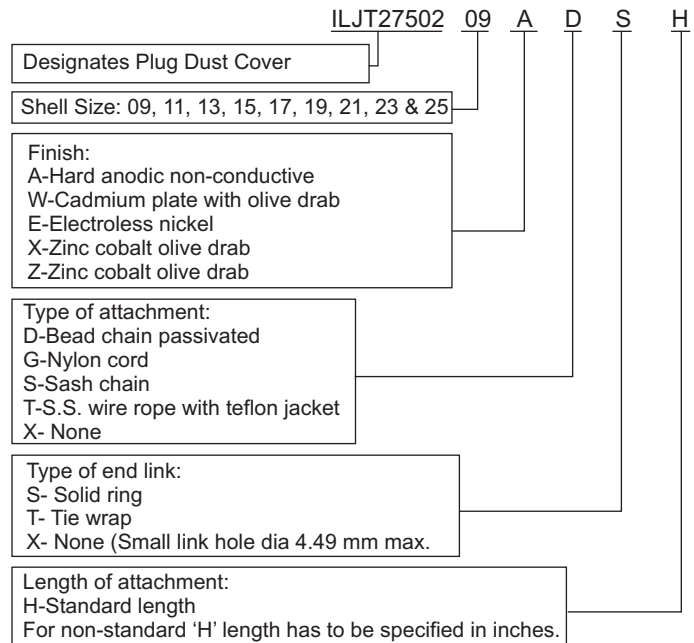 ILJT27502 09 A D S H
Designates Plug Dust Cover
Shell Size: 09, 11, 13, 15, 17, 19, 21, 23 & 25
Finish:
A-Hard anodic non-conductive
W-Cadmium plate with olive drab
E-Electroless nickel
X-Zinc cobalt olive drab
Z-Zinc cobalt olive drab
Type of attachment:
D-Bead chain passivated
G-Nylon cord
S-Sash chain
T-S.S. wire rope with teflon jacket
X- None
Type of end link:
S- Solid ring
T- Tie wrap
X- None (Small link hole dia 4.49 mm max.
Length of attachment:
H-Standard length
For non-standard ‘H’ length has to be specified in inches.